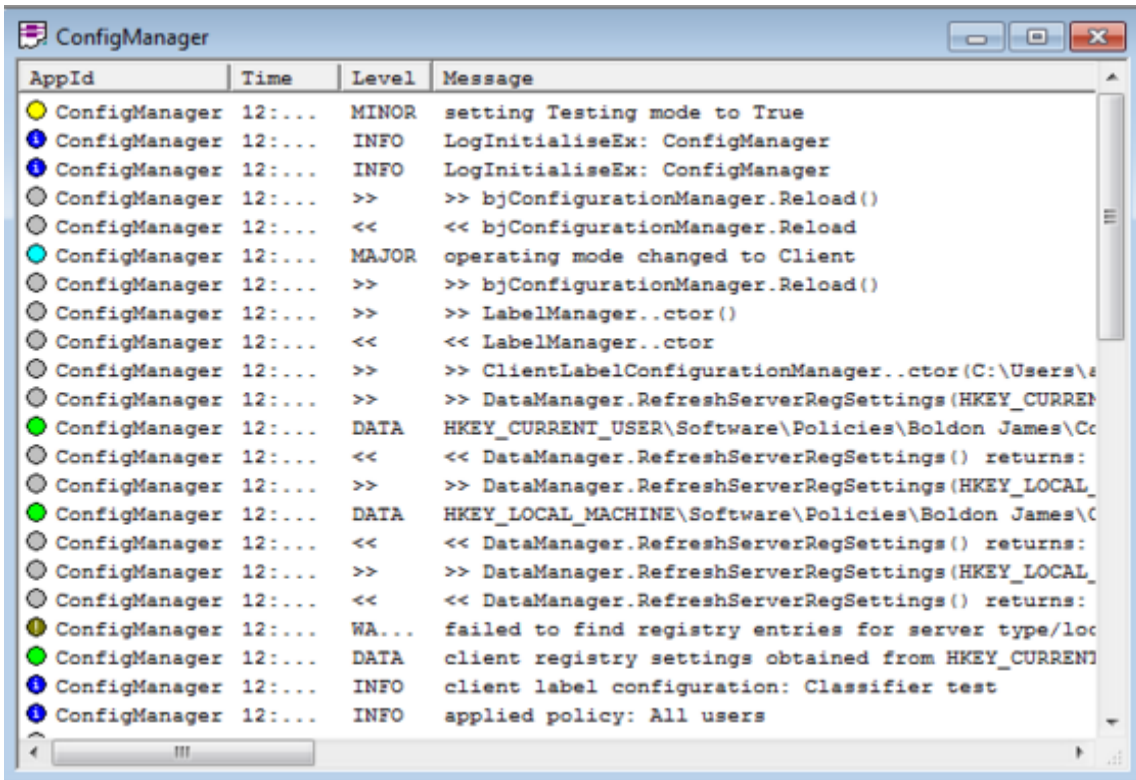 ConfigManager
AppId Time Level Message
ConfigManager 12:... MINOR setting Testing mode to True
ConfigManager 12:... INFO LogInitialiseEx: ConfigManager
ConfigManager 12:... INFO LogInitialiseEx: ConfigManager
ConfigManager 12:... >> >> bjConfigurationManager.Reload()
ConfigManager 12:... << << bjConfigurationManager.Reload
ConfigManager 12:... MAJOR operating mode changed to Client
ConfigManager 12:... >> >> bjConfigurationManager.Reload()
ConfigManager 12:... >> >> LabelManager..ctor()
ConfigManager 12:... << << LabelManager..ctor
ConfigManager 12:... >> >> ClientLabelConfigurationManager..ctor(C:\Users\a
ConfigManager 12:... >> >> DataManager.RefreshServerRegSettings(HKEY_CURREN
ConfigManager 12:... DATA HKEY_CURRENT_USER\Software\Policies\Boldon James\Co
ConfigManager 12:... << << DataManager.RefreshServerRegSettings() returns:
ConfigManager 12:... >> >> DataManager.RefreshServerRegSettings(HKEY_LOCAL_
ConfigManager 12:... DATA HKEY_LOCAL_MACHINE\Software\Policies\Boldon James\C
ConfigManager 12:... << << DataManager.RefreshServerRegSettings() returns:
ConfigManager 12:... >> >> DataManager.RefreshServerRegSettings(HKEY_LOCAL_
ConfigManager 12:... << << DataManager.RefreshServerRegSettings() returns:
ConfigManager 12:... WA... failed to find registry entries for server type/loc
ConfigManager 12:... DATA client registry settings obtained from HKEY_CURRENT
ConfigManager 12:... INFO client label configuration: Classifier test
ConfigManager 12:... INFO applied policy: All users